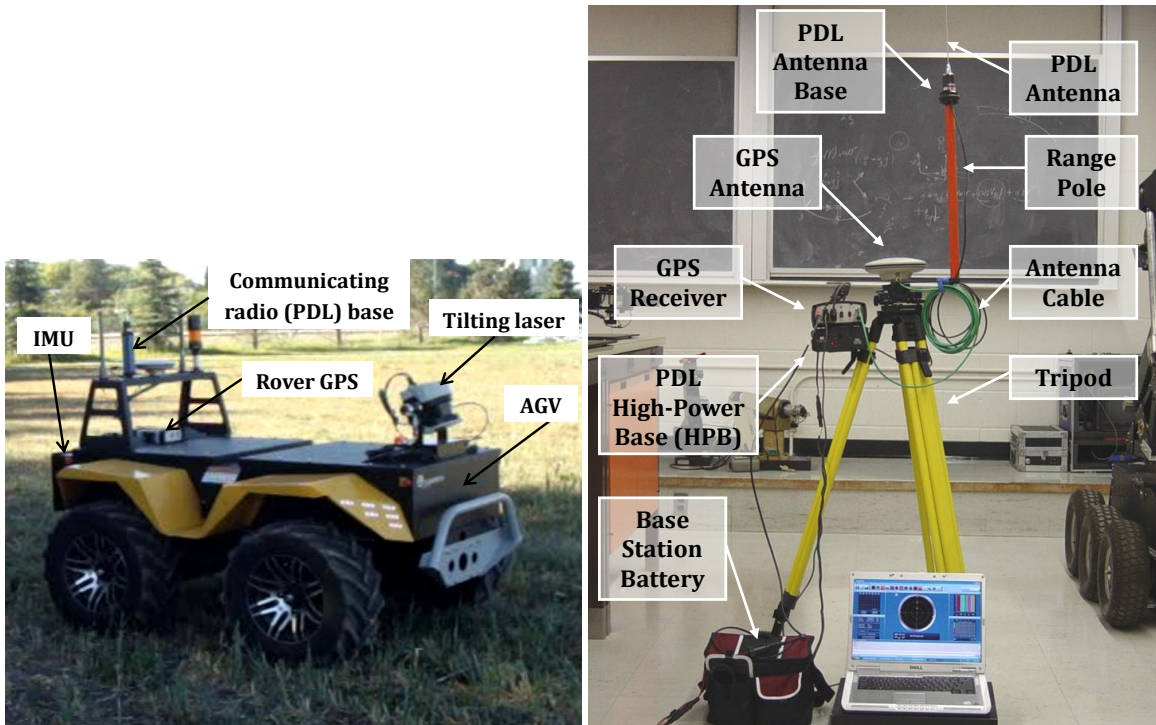 Communicating
radio (PDL) base
IMU
Tilting laser
Rover GPS
AGV
PDL
Antenna
Base
PDL
Antenna
GPS
Antenna
Range
Pole
GPS
Receiver
Antenna
Cable
PDL
High-Power
Base (HPB)
Tripod
Base
Station
Battery
DELL